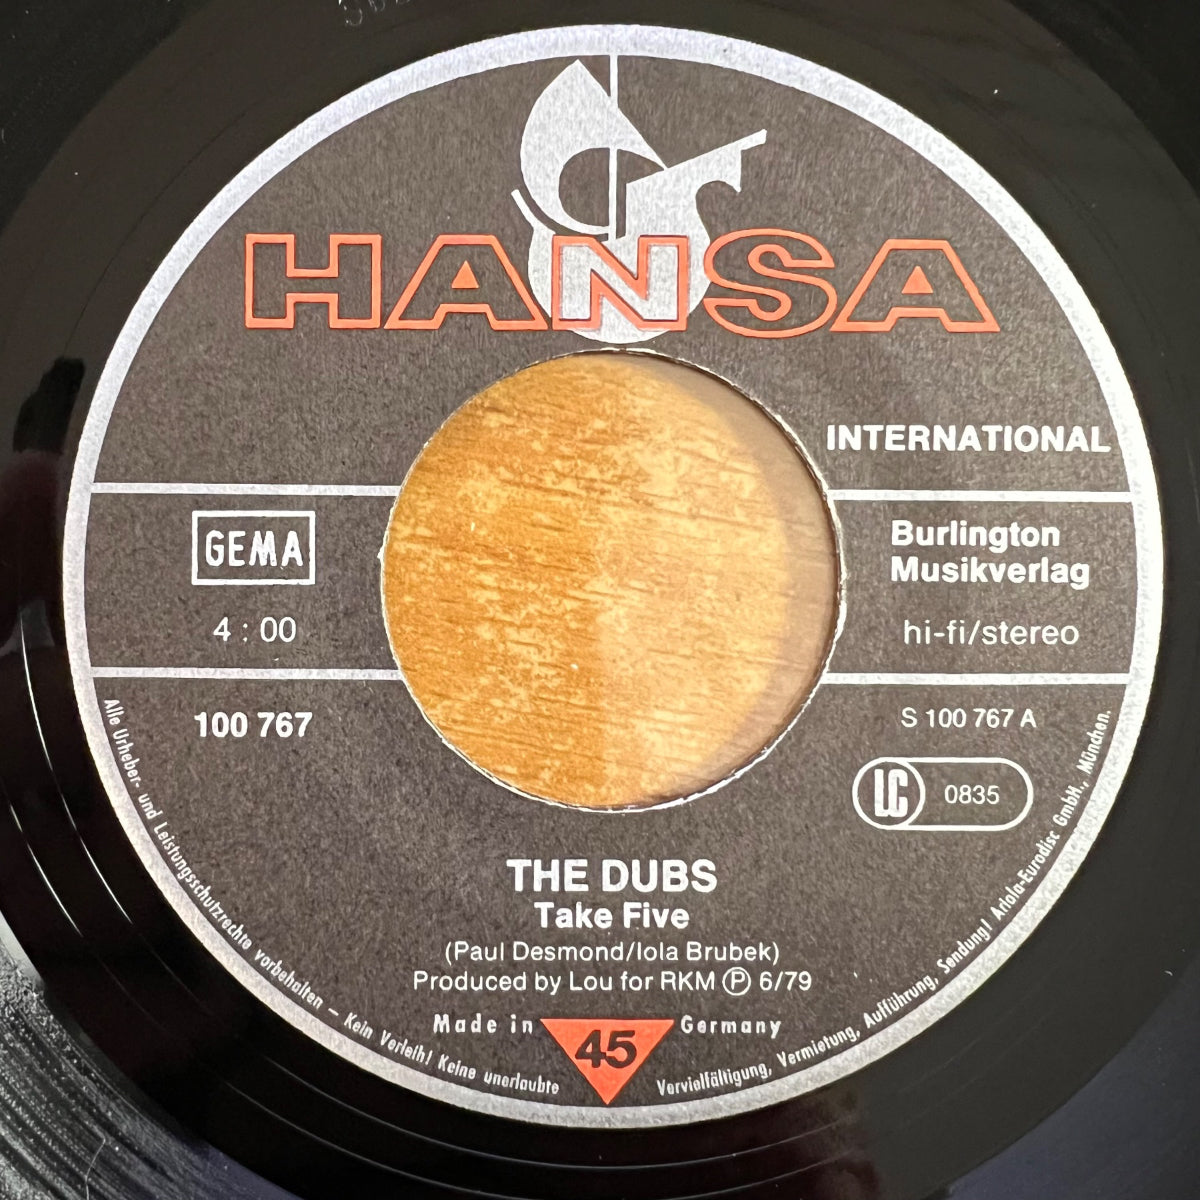 HANSA
INTERNATIONAL
GEMA
4 : 00
Burlington
Musikverlag
hi-fi/stereo
100 767
S 100 767 A
LC 0835
THE DUBS
Take Five
(Paul Desmond/Iola Brubek)
Produced by Lou for RKM Ⓟ 6/79
Made in 45 Germany
Alle Urheber- und Leistungsschutzrechte vorbehalten – Kein Verleih! Keine unerlaubte Vervielfältigung, Vermietung, Aufführung, Sendung! Ariola-Eurodisc GmbH, München.